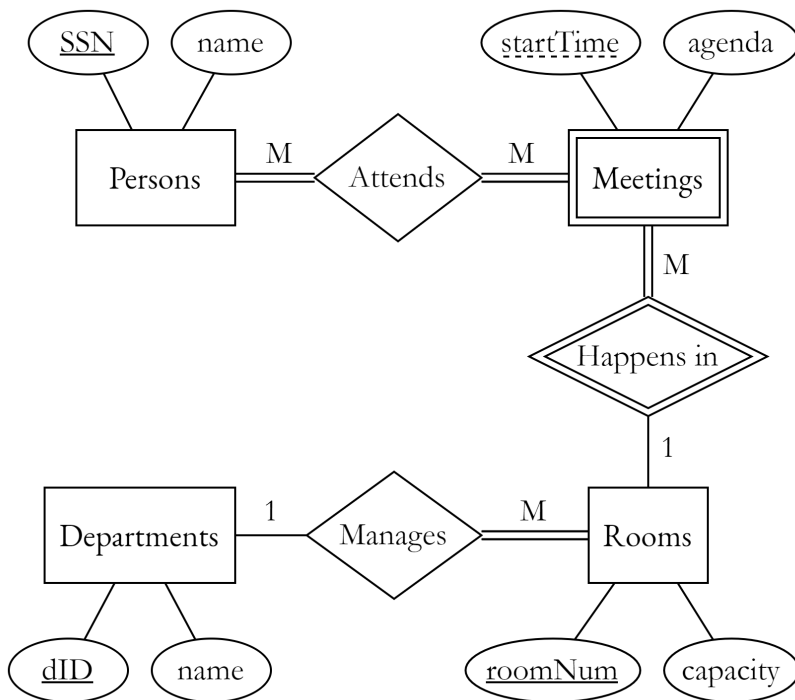 SSN
name
startTime
agenda
Persons
M
Attends
M
Meetings
M
Happens in
1
Departments
1
Manages
M
Rooms
dID
name
roomNum
capacity